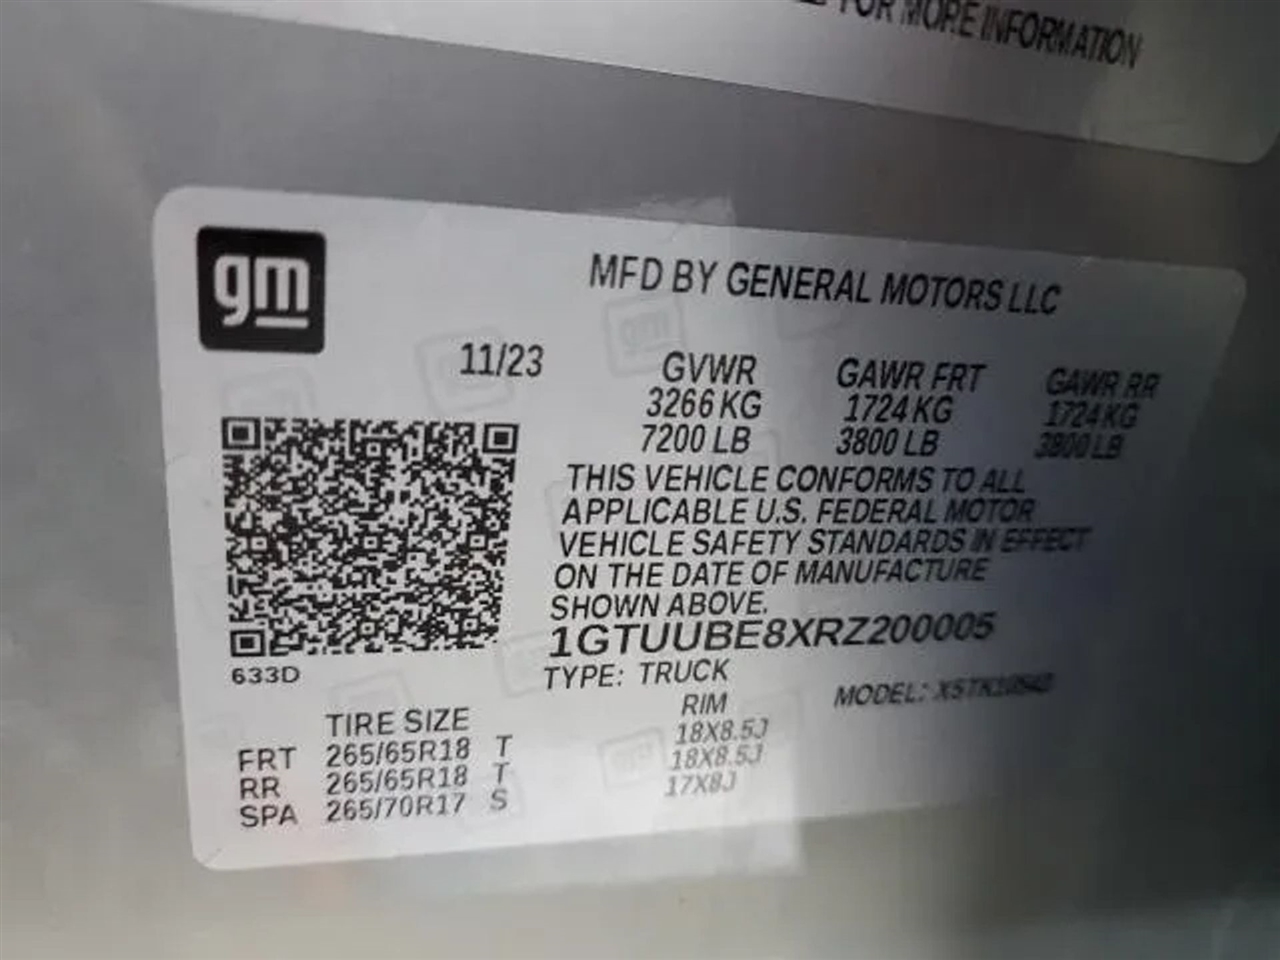 FOR MORE INFORMATION
gm
MFD BY GENERAL MOTORS LLC
11/23
GVWR GAWR FRT GAWR RR
3266 KG 1724 KG 1724 KG
7200 LB 3800 LB 3800 LB
THIS VEHICLE CONFORMS TO ALL
APPLICABLE U.S. FEDERAL MOTOR
VEHICLE SAFETY STANDARDS IN EFFECT
ON THE DATE OF MANUFACTURE
SHOWN ABOVE.
1GTUUBE8XRZ200005
633D
TYPE: TRUCK
MODEL:
TIRE SIZE RIM
FRT 265/65R18 T 18X8.5J
RR 265/65R18 T 18X8.5J
SPA 265/70R17 S 17X8J